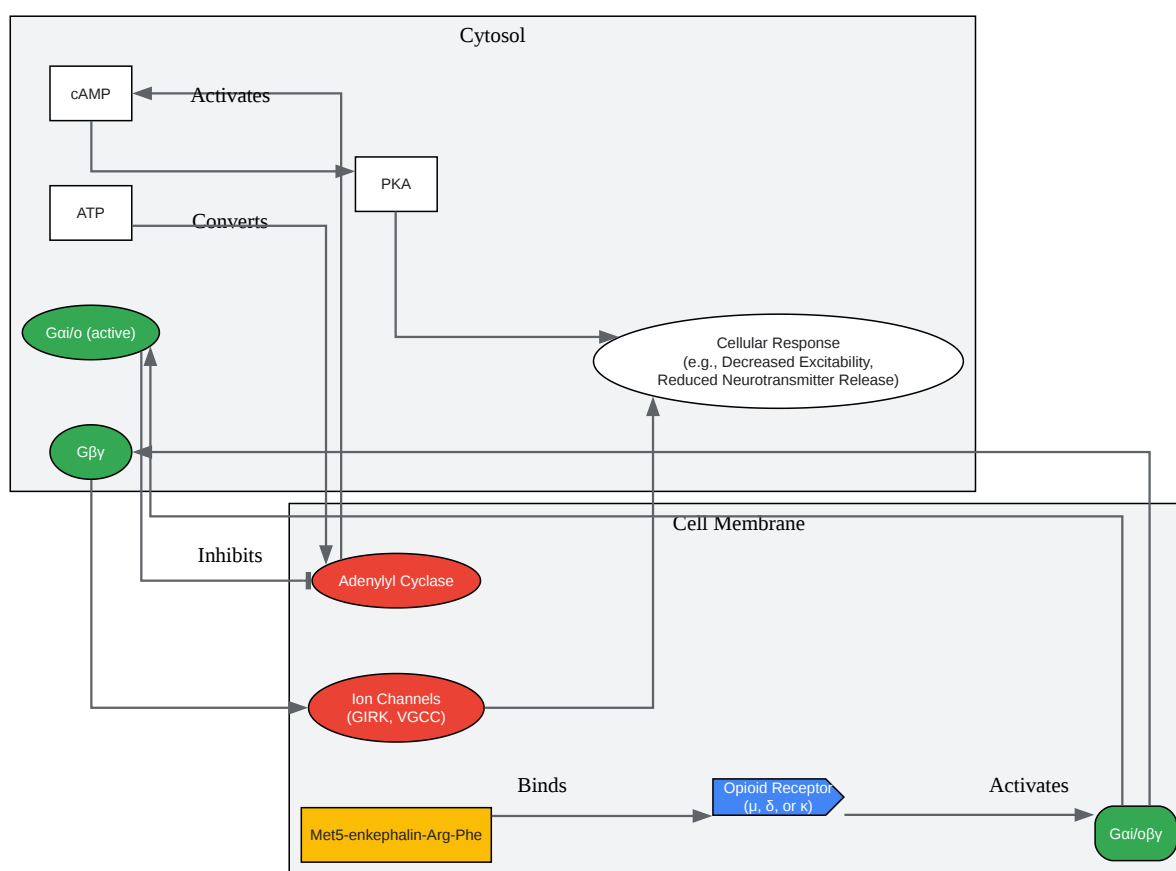 Cytosol
cAMP
Activates
PKA
ATP
Converts
Gαi/o (active)
Cellular Response
(e.g., Decreased Excitability,
Reduced Neurotransmitter Release)
Gβγ
Cell Membrane
Inhibits
Adenylyl Cyclase
Ion Channels
(GIRK, VGCC)
Binds
Opioid Receptor
(μ, δ, or κ)
Activates
Met5-enkephalin-Arg-Phe
Gαi/oβγ